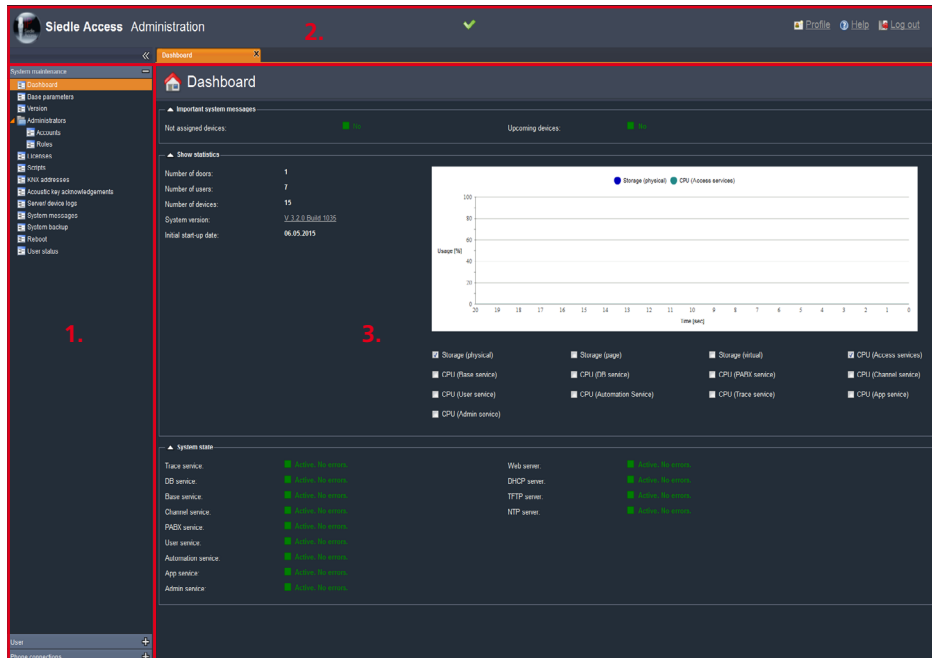 Siedle Access Administration
2.
Profile Help Log out
Dashboard
System maintenance
Dashboard
Base parameters
Version
Administrators
Accounts
Roles
Licenses
Scripts
KNX addresses
Acoustic key acknowledgements
Server/ device logs
System messages
System backup
Reboot
User status
1.
User
Phone connections
Dashboard
Important system messages
Not assigned devices: No Upcoming devices: No
Show statistics
Number of doors: 1
Number of users: 7
Number of devices: 15
System version: V 3.2.0 Build 1035
Initial start-up date: 06.05.2015
3.
Storage (physical) CPU (Access services)
100
80
60
Usage [%]
40
20
0
20 19 18 17 16 15 14 13 12 11 10 9 8 7 6 5 4 3 2 1 0
Time [sec]
Storage (physical) Storage (page) Storage (virtual) CPU (Access services)
CPU (Base service) CPU (DB service) CPU (PABX service) CPU (Channel service)
CPU (User service) CPU (Automation Service) CPU (Trace service) CPU (App service)
CPU (Admin service)
System state
Trace service: Active. No errors. Web server: Active. No errors.
DB service: Active. No errors. DHCP server: Active. No errors.
Base service: Active. No errors. TFTP server: Active. No errors.
Channel service: Active. No errors. NTP server: Active. No errors.
PABX service: Active. No errors.
User service: Active. No errors.
Automation service: Active. No errors.
App service: Active. No errors.
Admin service: Active. No errors.